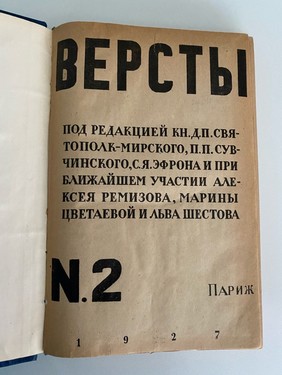 ВЕРСТЫ
ПОД РЕДАКЦИЕЙ КН. Д.П. СВЯ-
ТОПОЛК-МИРСКОГО, П.П. СУВ-
ЧИНСКОГО, С.Я. ЭФРОНА И ПРИ
БЛИЖАЙШЕМ УЧАСТИИ АЛЕ-
КСЕЯ РЕМИЗОВА, МАРИНЫ
ЦВЕТАЕВОЙ И ЛЬВА ШЕСТОВА
N.2
ПАРИЖ
1927